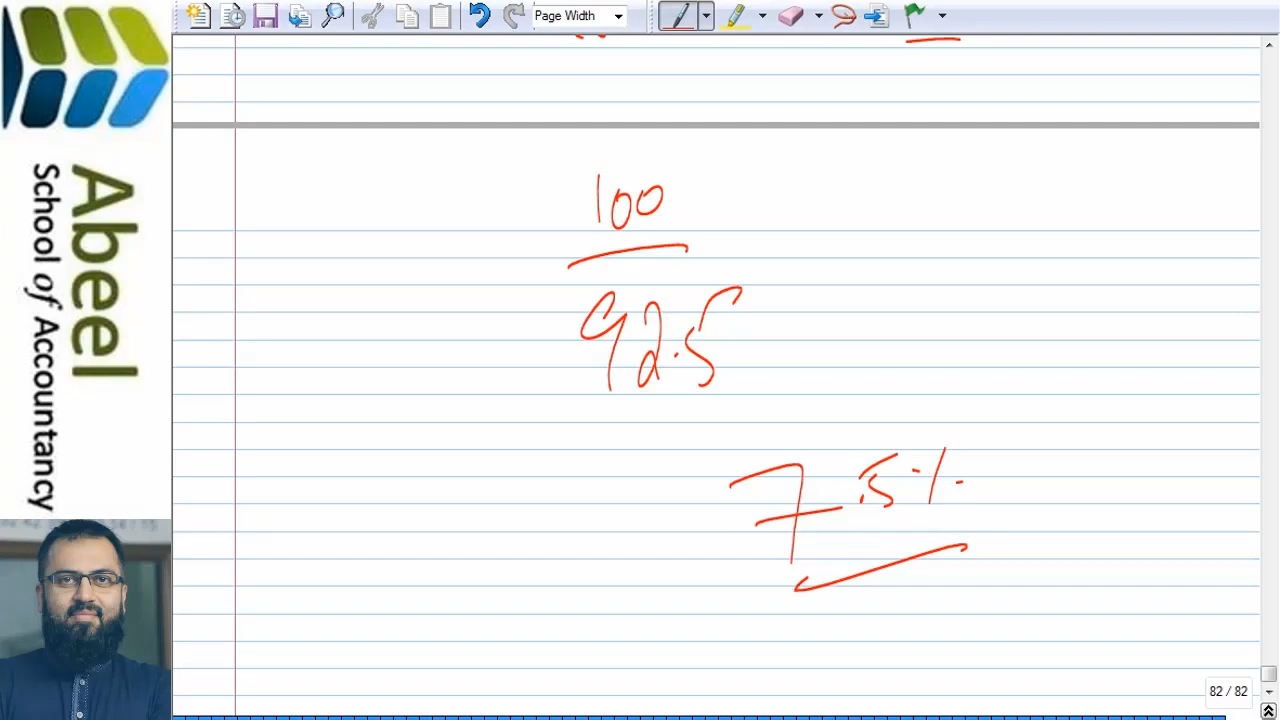 Page Width
Abeel
School of Accountancy
100
92.5
7.5%
82 / 82